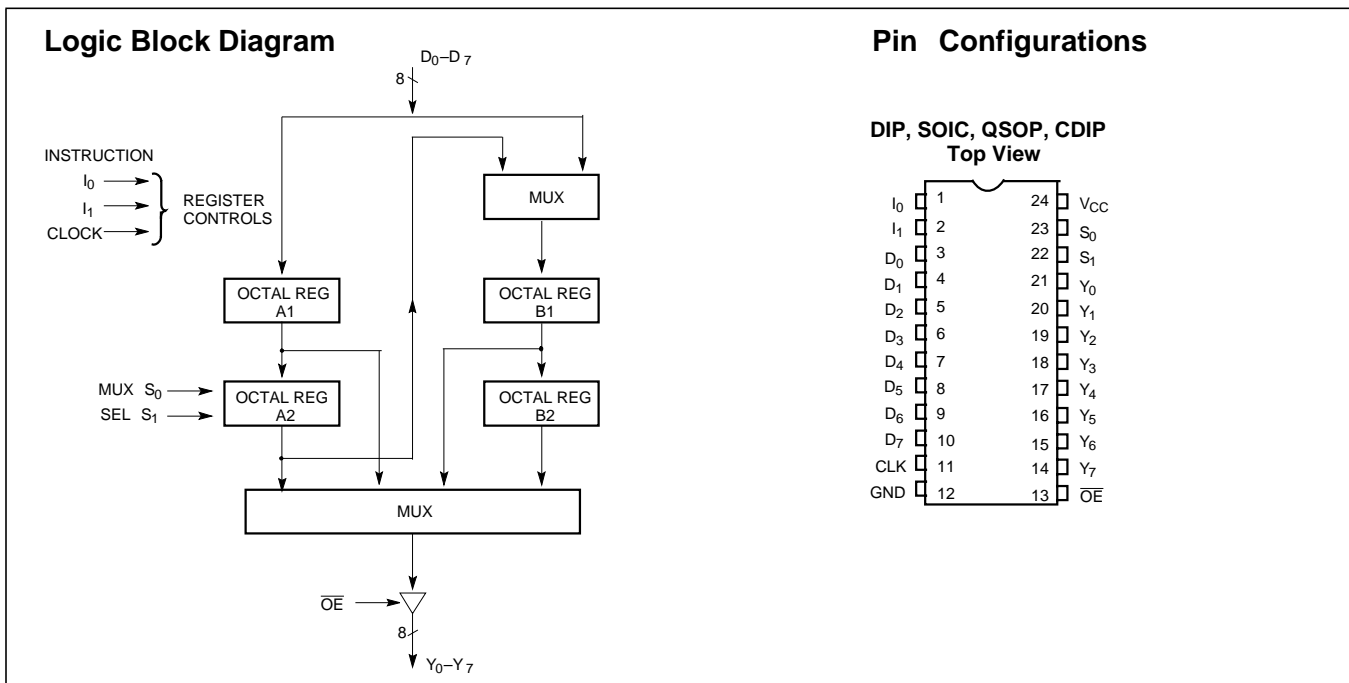 Logic Block Diagram
D0–D7
8
INSTRUCTION
I0
I1
CLOCK
REGISTER
CONTROLS
MUX
OCTAL REG
A1
OCTAL REG
B1
MUX S0
SEL S1
OCTAL REG
A2
OCTAL REG
B2
MUX
O̅E̅
8
Y0–Y7
Pin Configurations
DIP, SOIC, QSOP, CDIP
Top View
I0 1 24 VCC
I1 2 23 S0
D0 3 22 S1
D1 4 21 Y0
D2 5 20 Y1
D3 6 19 Y2
D4 7 18 Y3
D5 8 17 Y4
D6 9 16 Y5
D7 10 15 Y6
CLK 11 14 Y7
GND 12 13 O̅E̅